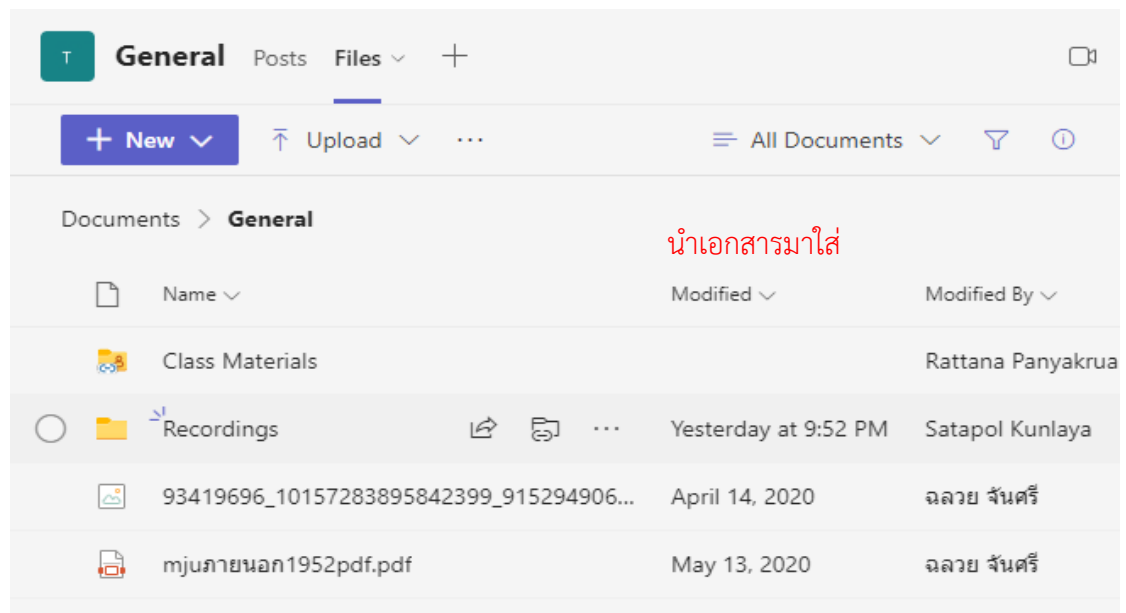 T General Posts Files
New Upload ... All Documents
Documents > General
นำเอกสารมาใส่
Name Modified Modified By
Class Materials Rattana Panyakrua
Recordings ... Yesterday at 9:52 PM Satapol Kunlaya
93419696_10157283895842399_915294906... April 14, 2020 ฉลวย จันศรี
mjuภายนอก1952pdf.pdf May 13, 2020 ฉลวย จันศรี